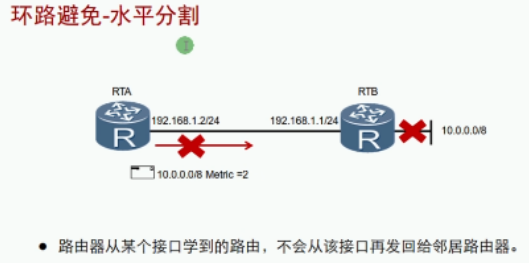 环路避免-水平分割
RTA
RTB
192.168.1.2/24
192.168.1.1/24
R
R
10.0.0.0/8
10.0.0.0/8 Metric =2
● 路由器从某个接口学到的路由，不会从该接口再发回给邻居路由器。